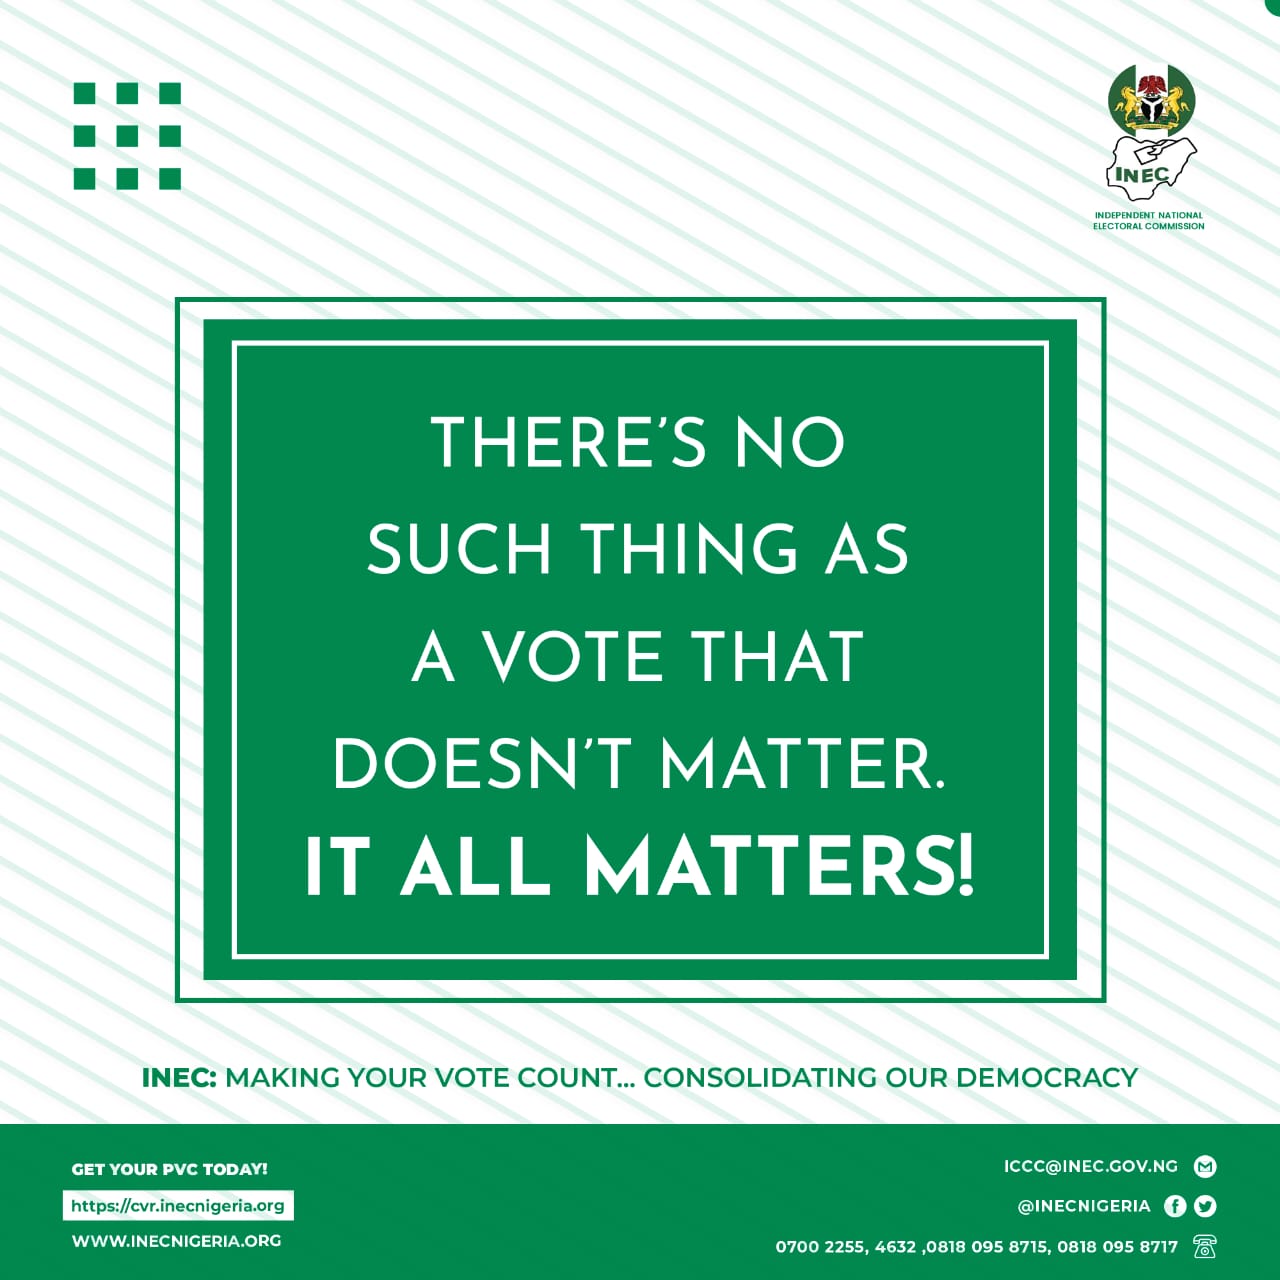 INEC
INDEPENDENT NATIONAL
ELECTORAL COMMISSION
THERE'S NO
SUCH THING AS
A VOTE THAT
DOESN'T MATTER.
IT ALL MATTERS!
INEC: MAKING YOUR VOTE COUNT... CONSOLIDATING OUR DEMOCRACY
GET YOUR PVC TODAY!
https://cvr.inecnigeria.org
WWW.INECNIGERIA.ORG
ICCC@INEC.GOV.NG
@INECNIGERIA
0700 2255, 4632 ,0818 095 8715, 0818 095 8717